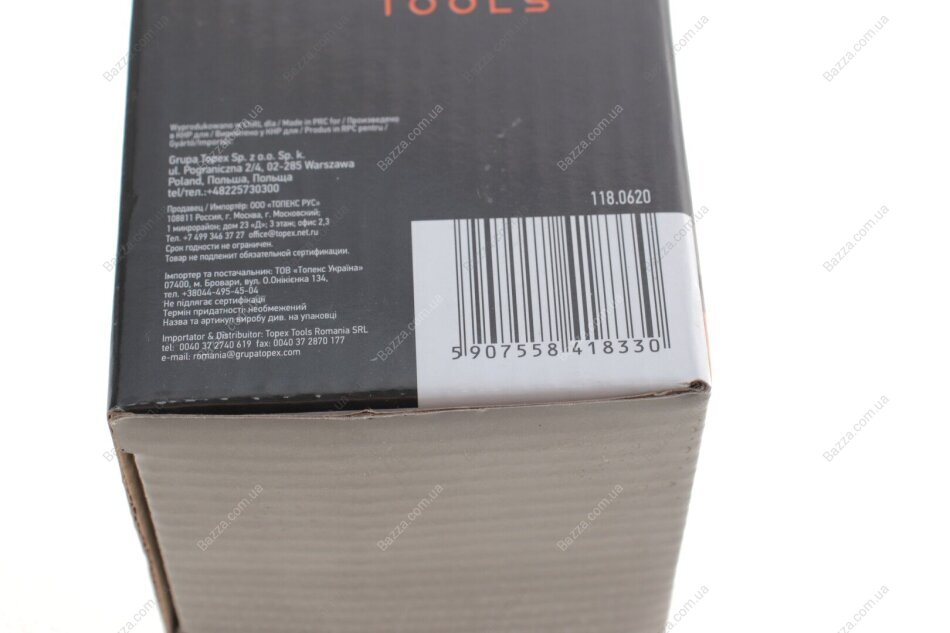 TOOLS
Wyprodukowano w ChRL dla / Made in PRC for / Произведено
в КНР для / Вироблено у КНР для / Produs în RPC pentru /
Gyártó/Importőr:
Grupa Topex Sp. z o.o. Sp. k.
ul. Pograniczna 2/4, 02-285 Warszawa
Poland, Польша, Польща
tel/тел.:+48225730300
Продавец / Импортёр: ООО «ТОПЕКС РУС»
108811 Россия, г. Москва, г. Московский,
1 микрорайон; дом 23 «Д»; 3 этаж; офис 2,3
Тел. +7 499 346 37 27 office@topex.net.ru
Срок годности не ограничен.
Товар не подлежит обязательной сертификации.
Імпортер та постачальник: ТОВ «Топекс Україна»
07400, м. Бровари, вул. О.Онікієнка 134,
тел. +38044-495-45-04
Не підлягає сертифікації
Термін придатності необмежений
Назва та артикул виробу див. на упаковці
Importator & Distribuitor: Topex Tools Romania SRL
tel: 0040 37 2740 619 fax: 0040 37 2870 177
e-mail: romania@grupatopex.com
118.0620
5 907558 418330
Bazza.com.ua